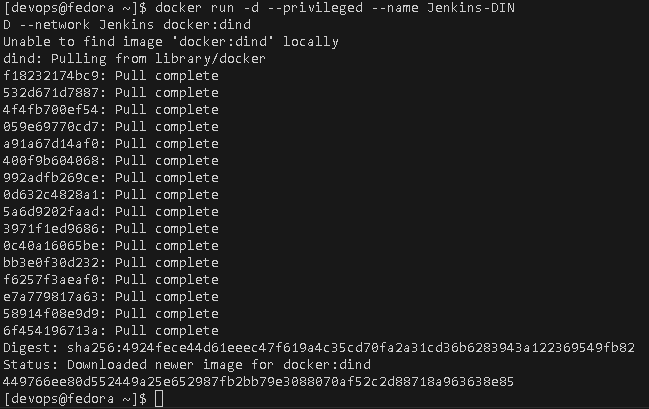 [devops@fedora ~]$ docker run -d --privileged --name Jenkins-DIN
D --network Jenkins docker:dind
Unable to find image 'docker:dind' locally
dind: Pulling from library/docker
f18232174bc9: Pull complete
532d671d7887: Pull complete
4f4fb700ef54: Pull complete
059e69770cd7: Pull complete
a91a67d14af0: Pull complete
400f9b604068: Pull complete
992adfb269ce: Pull complete
0d632c4828a1: Pull complete
5a6d9202faad: Pull complete
3971f1ed9686: Pull complete
0c40a16065be: Pull complete
bb3e0f30d232: Pull complete
f6257f3aeaf0: Pull complete
e7a779817a63: Pull complete
58914f08e9d9: Pull complete
6f454196713a: Pull complete
Digest: sha256:4924fece44d61eeec47f619a4c35cd70fa2a31cd36b6283943a122369549fb82
Status: Downloaded newer image for docker:dind
449766ee80d552449a25e652987fb2bb79e3088070af52c2d88718a963638e85
[devops@fedora ~]$